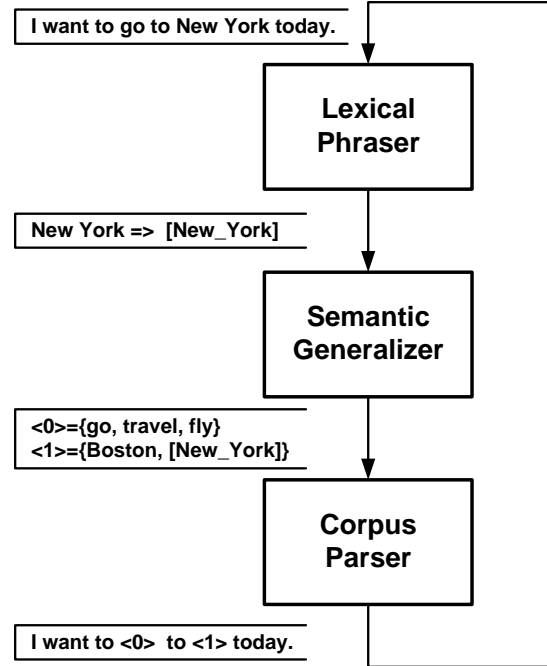 I want to go to New York today.
Lexical
Phraser
New York => [New_York]
Semantic
Generalizer
<0>={go, travel, fly}
<1>={Boston, [New_York]}
Corpus
Parser
I want to <0> to <1> today.